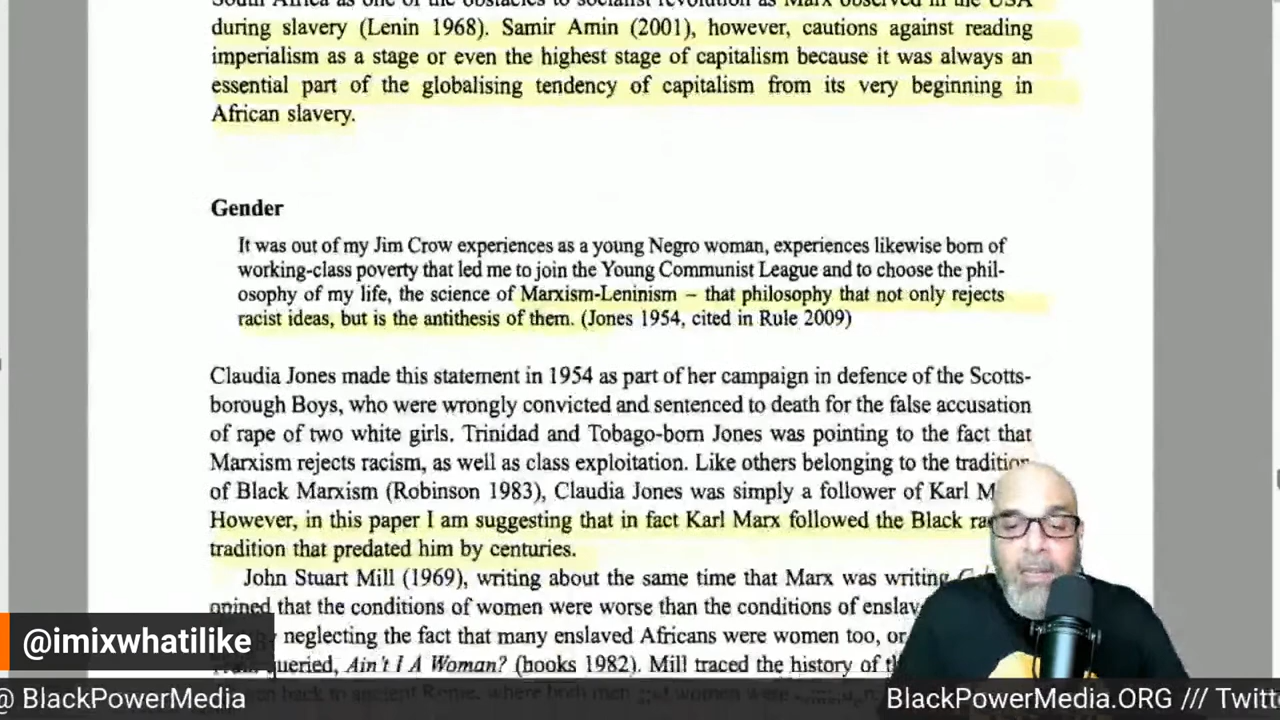 South Africa as one of the obstacles to socialist revolution as Marx observed in the USA
during slavery (Lenin 1968). Samir Amin (2001), however, cautions against reading
imperialism as a stage or even the highest stage of capitalism because it was always an
essential part of the globalising tendency of capitalism from its very beginning in
African slavery.
Gender
It was out of my Jim Crow experiences as a young Negro woman, experiences likewise born of
working-class poverty that led me to join the Young Communist League and to choose the phil-
osophy of my life, the science of Marxism-Leninism – that philosophy that not only rejects
racist ideas, but is the antithesis of them. (Jones 1954, cited in Rule 2009)
Claudia Jones made this statement in 1954 as part of her campaign in defence of the Scotts-
borough Boys, who were wrongly convicted and sentenced to death for the false accusation
of rape of two white girls. Trinidad and Tobago-born Jones was pointing to the fact that
Marxism rejects racism, as well as class exploitation. Like others belonging to the tradition
of Black Marxism (Robinson 1983), Claudia Jones was simply a follower of Karl
However, in this paper I am suggesting that in fact Karl Marx followed the Black
tradition that predated him by centuries.
John Stuart Mill (1969), writing about the same time that Marx was writing
opined that the conditions of women were worse than the conditions of
neglecting the fact that many enslaved Africans were women too, or
queried, Ain't I A Woman? (hooks 1982). Mill traced the history of
back to ancient Rome, where both men and women were
@imixwhatilike
@ BlackPowerMedia
BlackPowerMedia.ORG /// Twitt